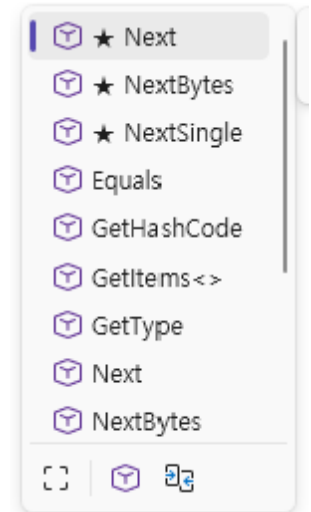 ★ Next
★ NextBytes
★ NextSingle
Equals
GetHashCode
GetItems<>
GetType
Next
NextBytes